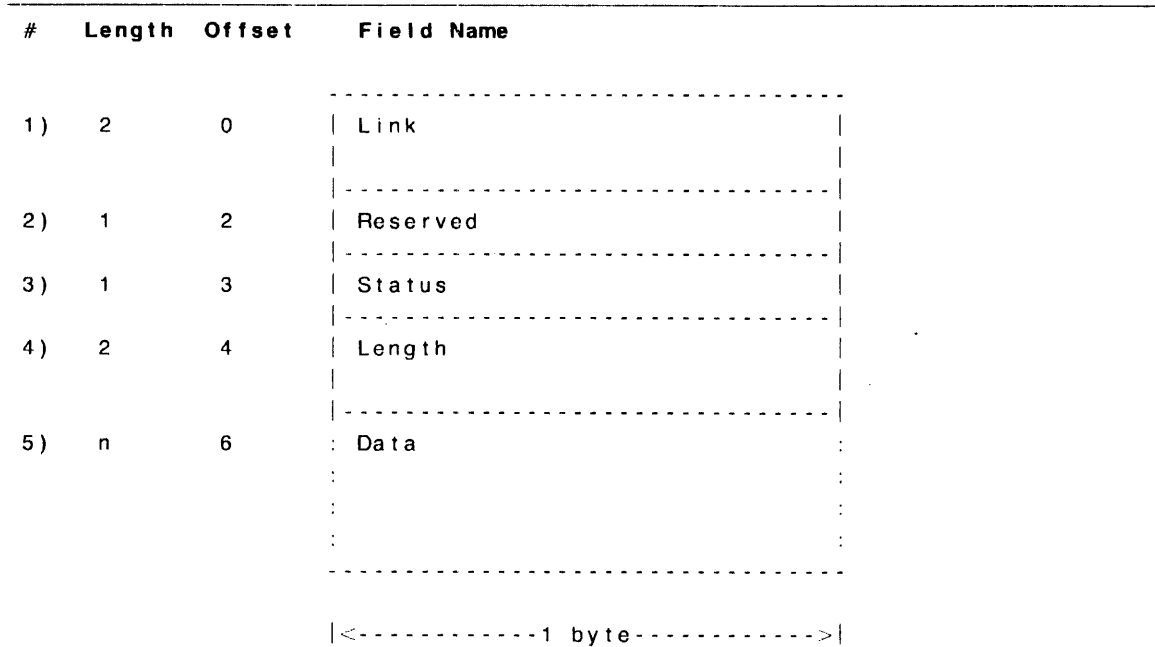 # Length Offset Field Name
1) 2 0 Link
2) 1 2 Reserved
3) 1 3 Status
4) 2 4 Length
5) n 6 Data
|<------------1 byte------------>|